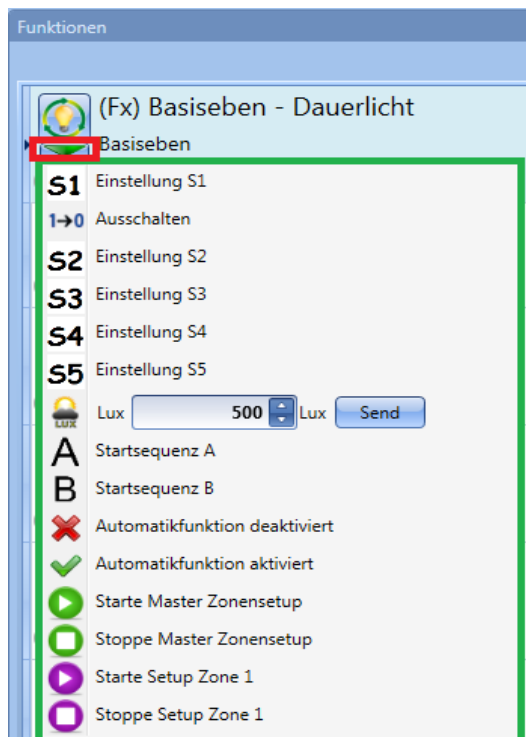 Funktionen
(Fx) Basiseben - Dauerlicht
Basiseben
S1 Einstellung S1
1→0 Ausschalten
S2 Einstellung S2
S3 Einstellung S3
S4 Einstellung S4
S5 Einstellung S5
LUX Lux 500 Lux Send
A Startsequenz A
B Startsequenz B
Automatikfunktion deaktiviert
Automatikfunktion aktiviert
Starte Master Zonensetup
Stoppe Master Zonensetup
Starte Setup Zone 1
Stoppe Setup Zone 1